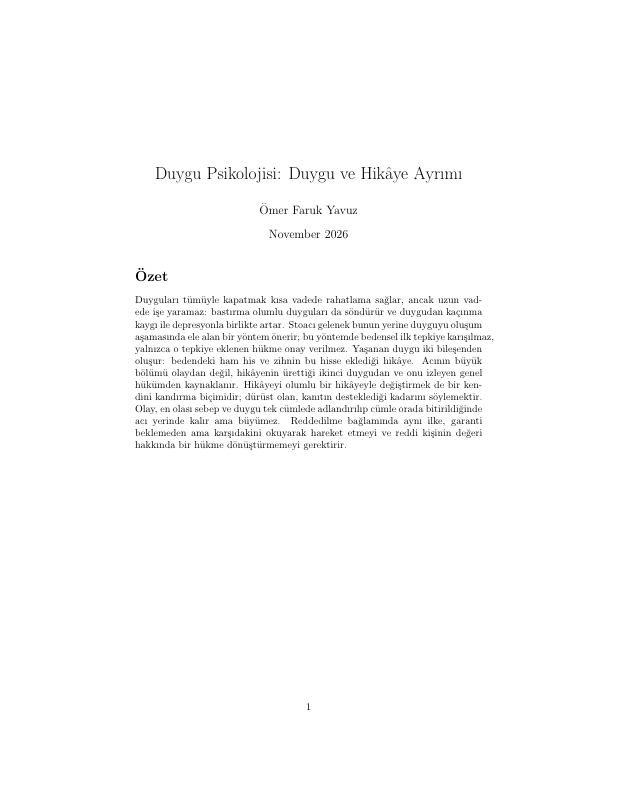 Duygu Psikolojisi: Duygu ve Hikâye Ayrımı
Ömer Faruk Yavuz
November 2026
Özet
Duyguları tümüyle kapatmak kısa vadede rahatlama sağlar, ancak uzun vad-
ede işe yaramaz: bastırma olumlu duyguları da söndürür ve duygudan kaçınma
kaygı ile depresyonla birlikte artar. Stoacı gelenek bunun yerine duyguyu oluşum
aşamasında ele alan bir yöntem önerir; bu yöntemde bedensel ilk tepkiye karışılmaz,
yalnızca o tepkiye eklenen hükme onay verilmez. Yaşanan duygu iki bileşenden
oluşur: bedendeki ham his ve zihnin bu hisse eklediği hikâye. Acının büyük
bölümü olaydan değil, hikâyenin ürettiği ikinci duygudan ve onu izleyen genel
hükümden kaynaklanır. Hikâyeyi olumlu bir hikâyeyle değiştirmek de bir ken-
dini kandırma biçimidir; dürüst olan, kanıtın desteklediği kadarını söylemektir.
Olay, en olası sebep ve duygu tek cümlede adlandırılıp cümle orada bitirildiğinde
acı yerinde kalır ama büyümez. Reddedilme bağlamında aynı ilke, garanti
beklemeden ama karşıdakini okuyarak hareket etmeyi ve reddi kişinin değeri
hakkında bir hükme dönüştürmemeyi gerektirir.
1